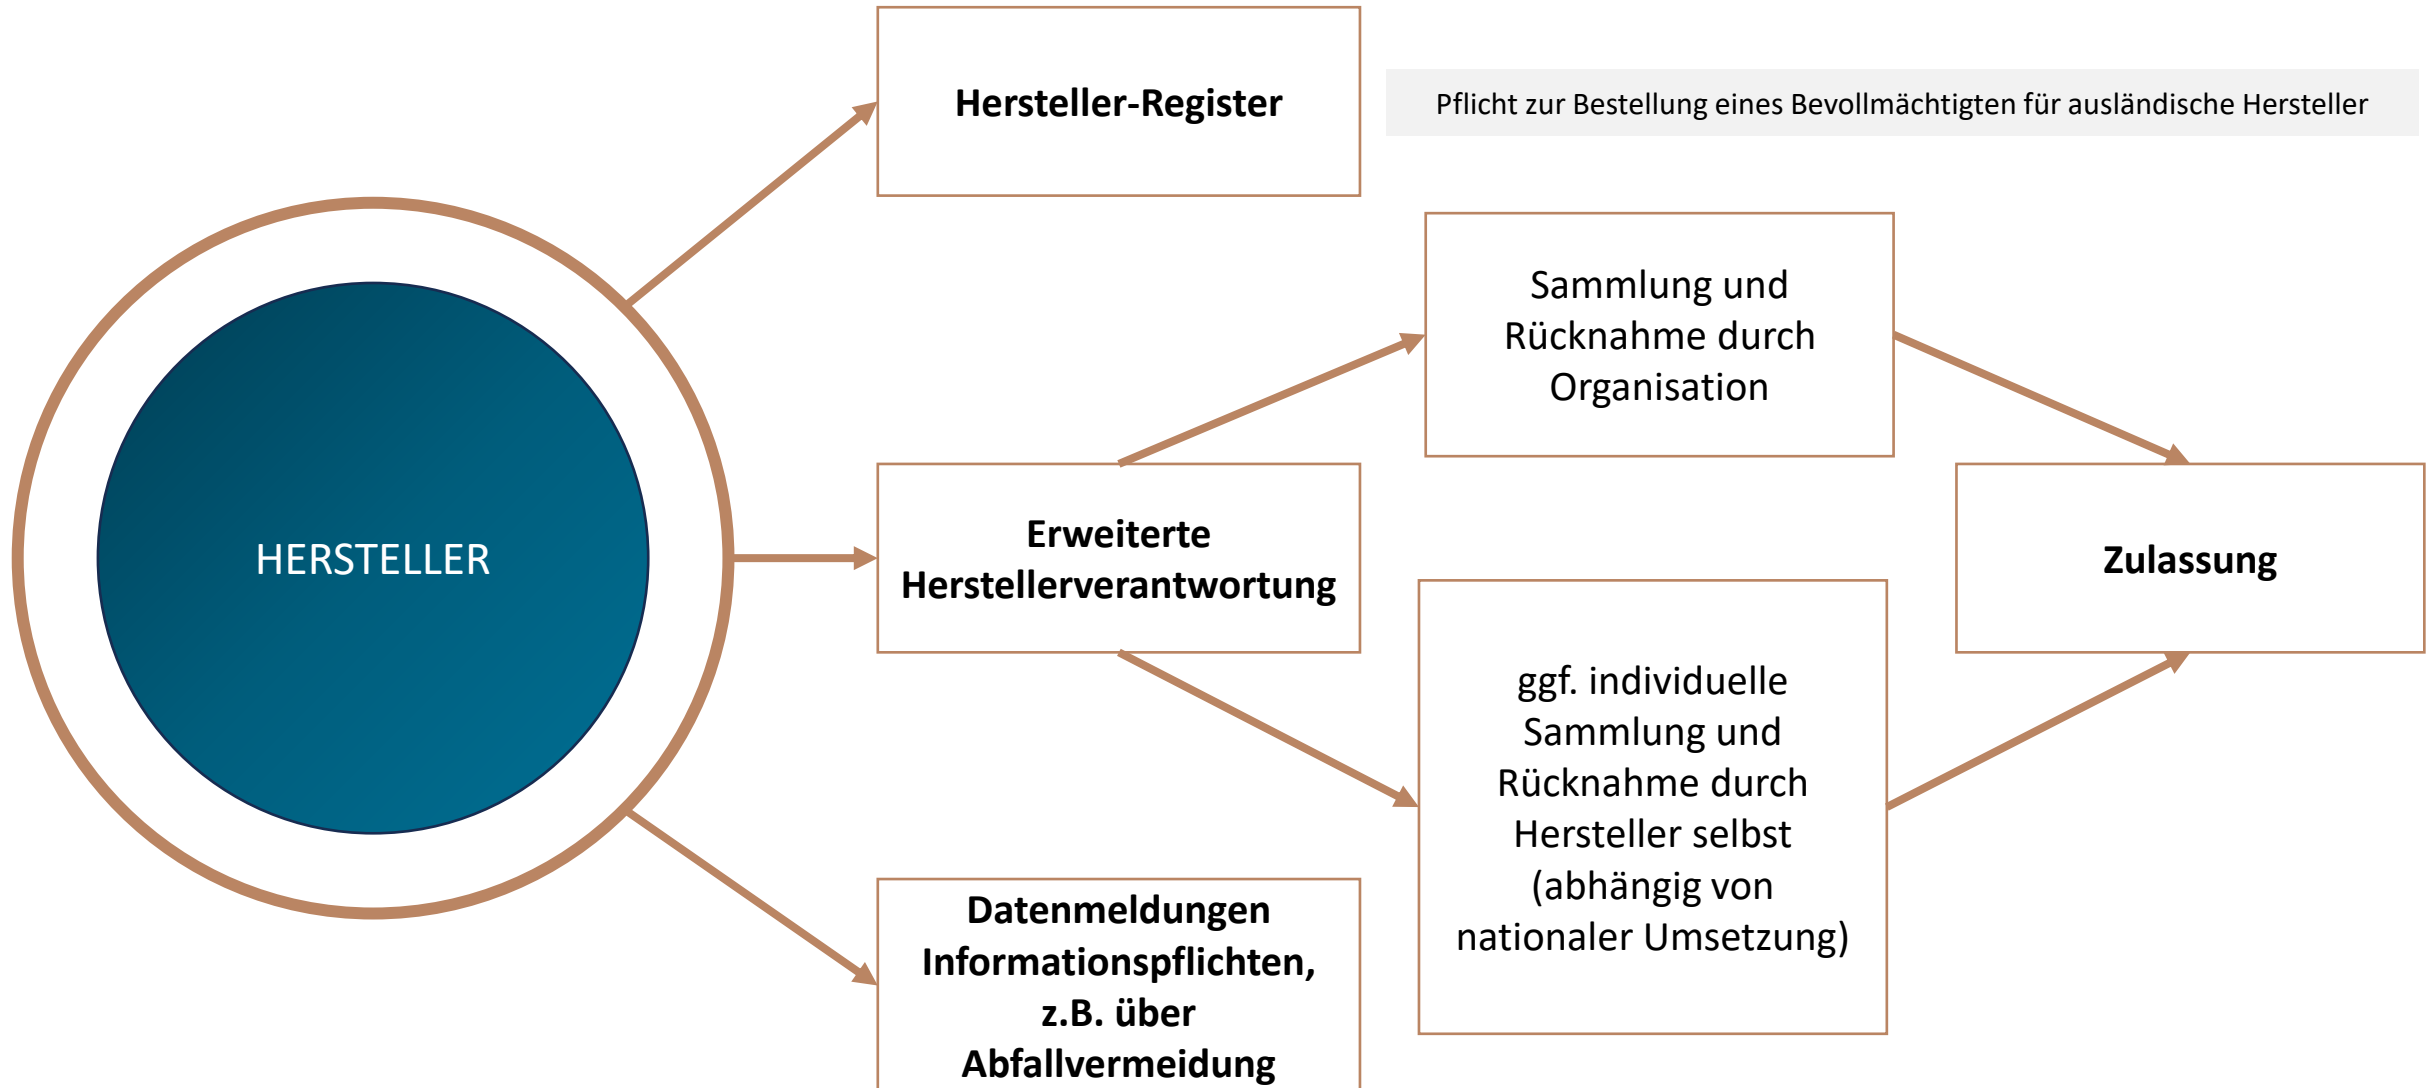 Hersteller-Register
Pflicht zur Bestellung eines Bevollmächtigten für ausländische Hersteller
HERSTELLER
Erweiterte
Herstellerverantwortung
Sammlung und
Rücknahme durch
Organisation
ggf. individuelle
Sammlung und
Rücknahme durch
Hersteller selbst
(abhängig von
nationaler Umsetzung)
Zulassung
Datenmeldungen
Informationspflichten,
z.B. über
Abfallvermeidung